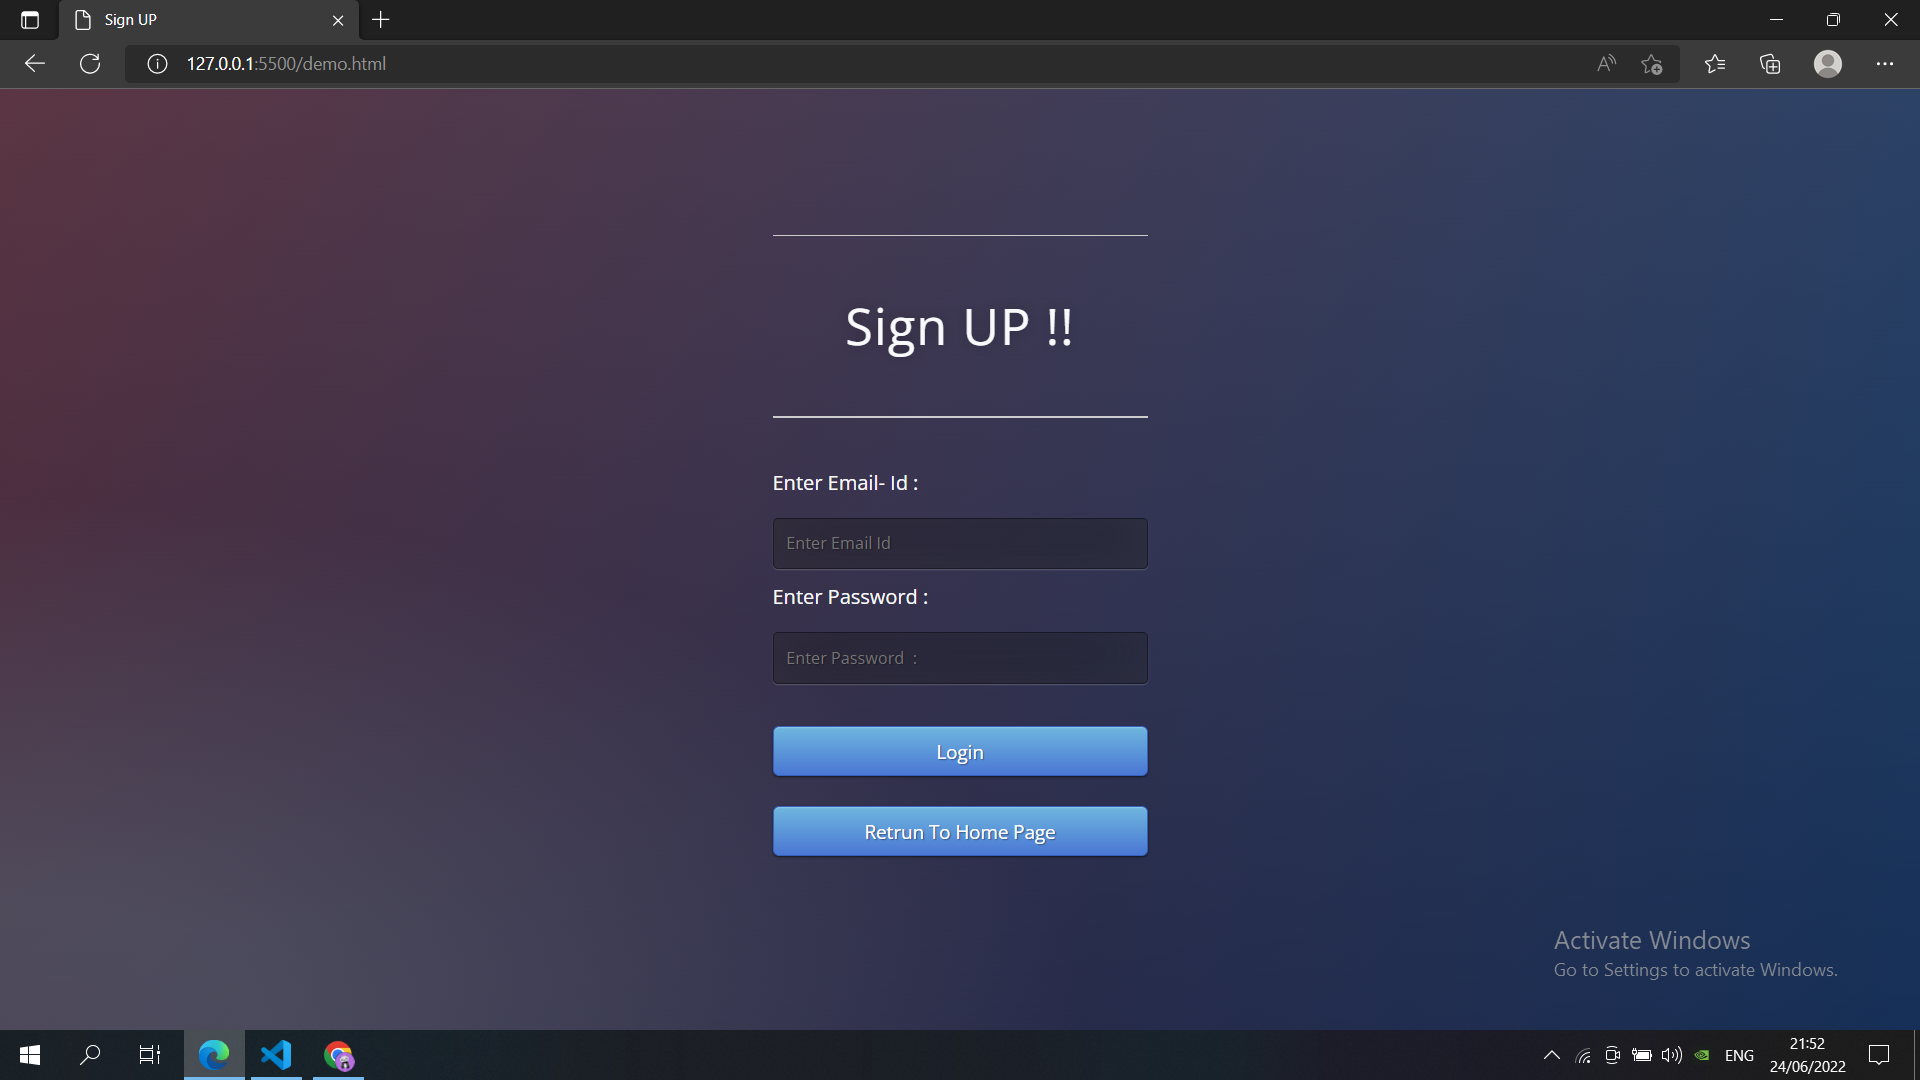 Sign UP
127.0.0.1:5500/demo.html
Sign UP !!
Enter Email- Id :
Enter Email Id
Enter Password :
Enter Password  :
Login
Retrun To Home Page
Activate Windows
Go to Settings to activate Windows.
ENG
21:52
24/06/2022